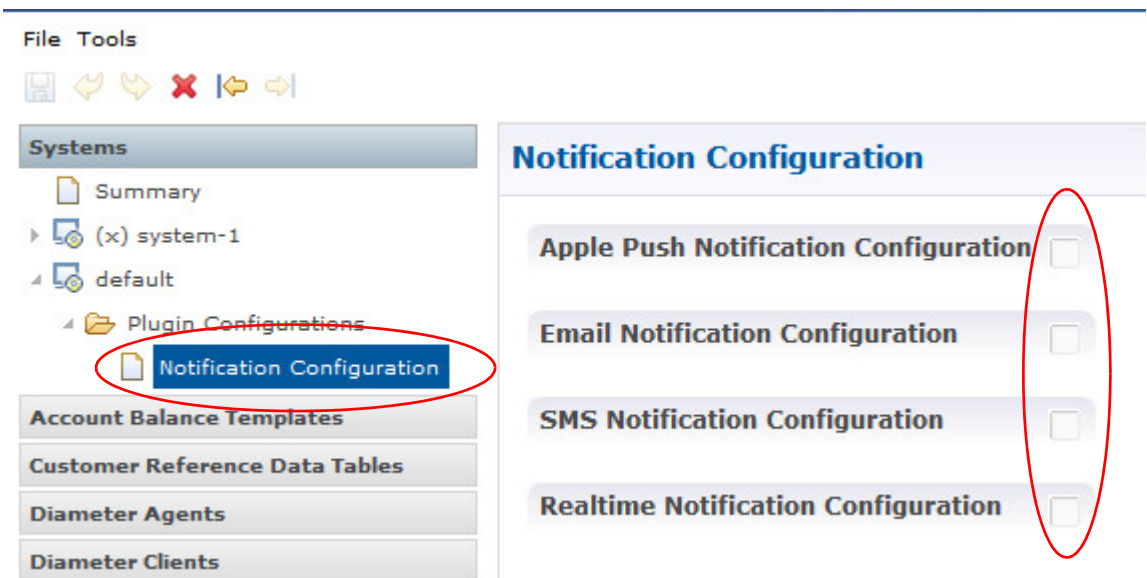 File Tools
Systems
Summary
(x) system-1
default
Plugin Configurations
Notification Configuration
Account Balance Templates
Customer Reference Data Tables
Diameter Agents
Diameter Clients
Notification Configuration
Apple Push Notification Configuration
Email Notification Configuration
SMS Notification Configuration
Realtime Notification Configuration